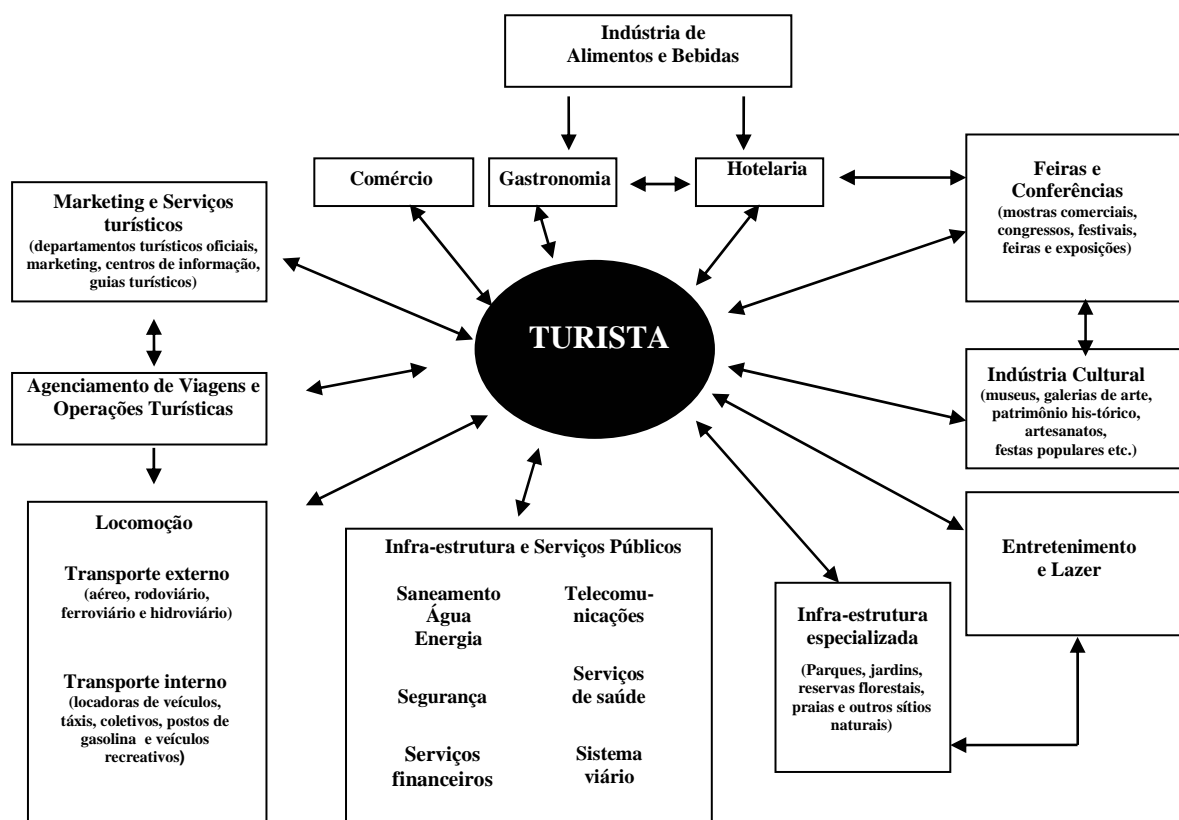 Indústria de
Alimentos e Bebidas
Comércio
Gastronomia
Hotelaria
Feiras e
Conferências
(mostras comerciais,
congressos, festivais,
feiras e exposições)
Marketing e Serviços
turísticos
(departamentos turísticos oficiais,
marketing, centros de informação,
guias turísticos)
TURISTA
Agenciamento de Viagens e
Operações Turísticas
Indústria Cultural
(museus, galerias de arte,
patrimônio his-tórico,
artesanatos,
festas populares etc.)
Locomoção
Transporte externo
(aéreo, rodoviário,
ferroviário e hidroviário)
Transporte interno
(locadoras de veículos,
táxis, coletivos, postos de
gasolina e veículos
recreativos)
Infra-estrutura e Serviços Públicos
Saneamento
Água
Energia
Telecomu-
nicações
Segurança
Serviços
de saúde
Serviços
financeiros
Sistema
viário
Infra-estrutura
especializada
(Parques, jardins,
reservas florestais,
praias e outros sítios
naturais)
Entretenimento
e Lazer